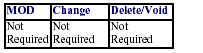 MOD Change Delete/Void
Not Not Not
Required Required Required